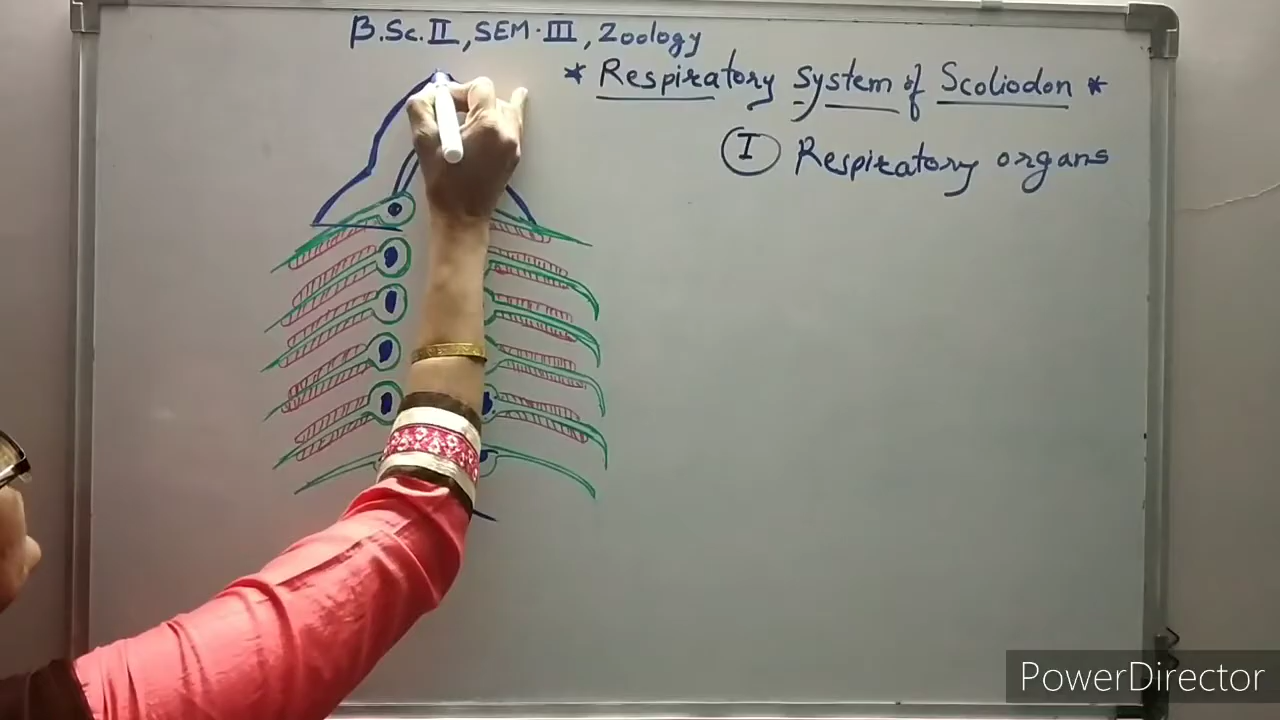 B.Sc.II, SEM.III, Zoology
* Respiratory System of Scoliodon *
I Respiratory organs
PowerDirector